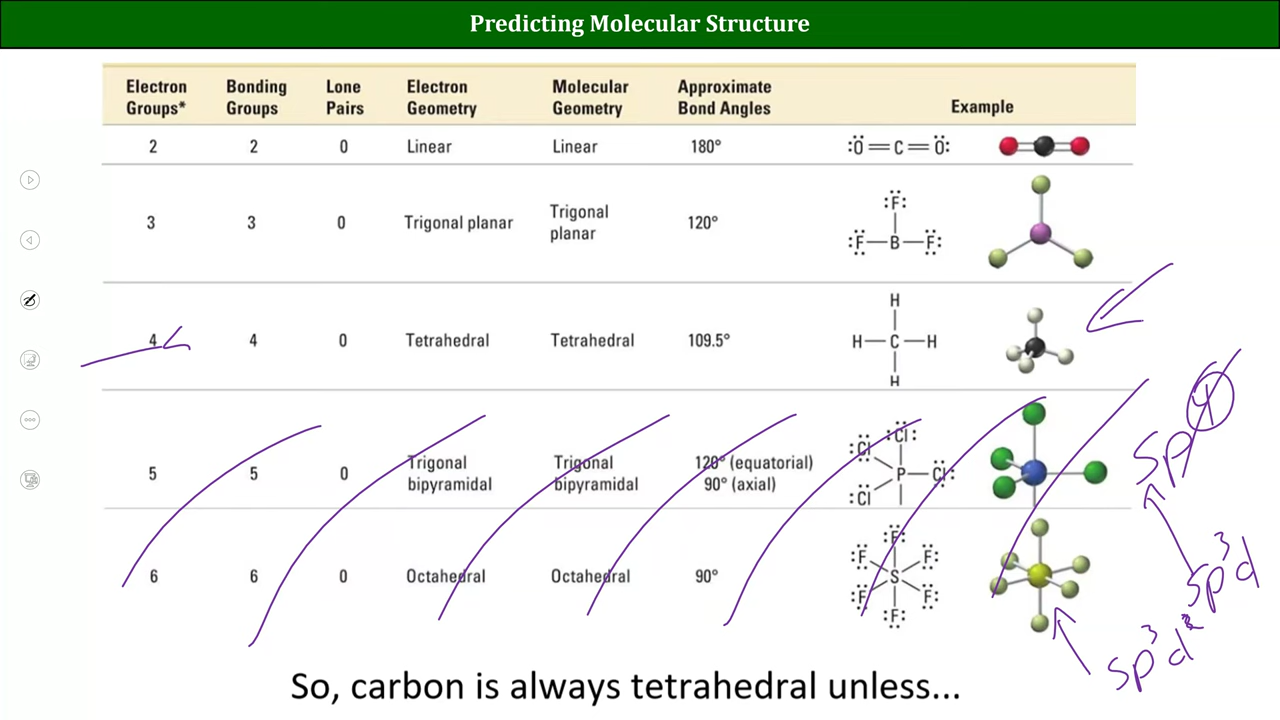 Predicting Molecular Structure
Electron Groups* Bonding Groups Lone Pairs Electron Geometry Molecular Geometry Approximate Bond Angles Example
2 2 0 Linear Linear 180° :Ö=C=Ö:
3 3 0 Trigonal planar Trigonal planar 120° F B F F
4 4 0 Tetrahedral Tetrahedral 109.5° H H C H H
5 5 0 Trigonal bipyramidal Trigonal bipyramidal 120° (equatorial) 90° (axial) Cl Cl P Cl Cl
6 6 0 Octahedral Octahedral 90° F F F S F F F
sp4
sp3d
sp3d2
So, carbon is always tetrahedral unless...